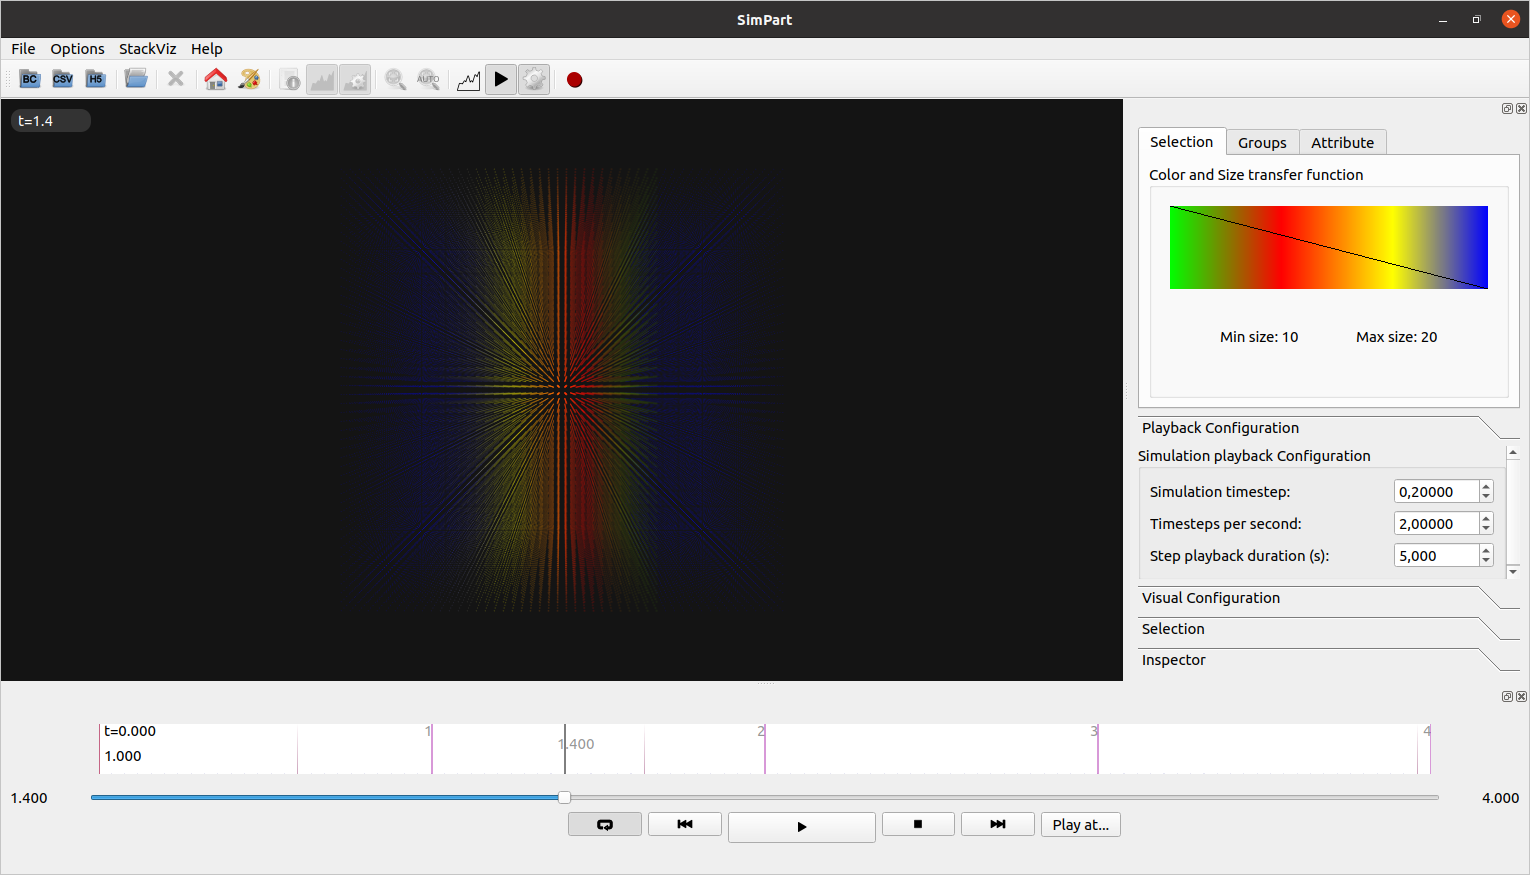 SimPart
File Options StackViz Help
BC CSV H5 AUTO
t=1.4
Selection Groups Attribute
Color and Size transfer function
Min size: 10 Max size: 20
Playback Configuration
Simulation playback Configuration
Simulation timestep: 0,20000
Timesteps per second: 2,00000
Step playback duration (s): 5,000
Visual Configuration
Selection
Inspector
t=0.000 1 2 3 4
1.400
1.000
1.400 4.000
Play at...